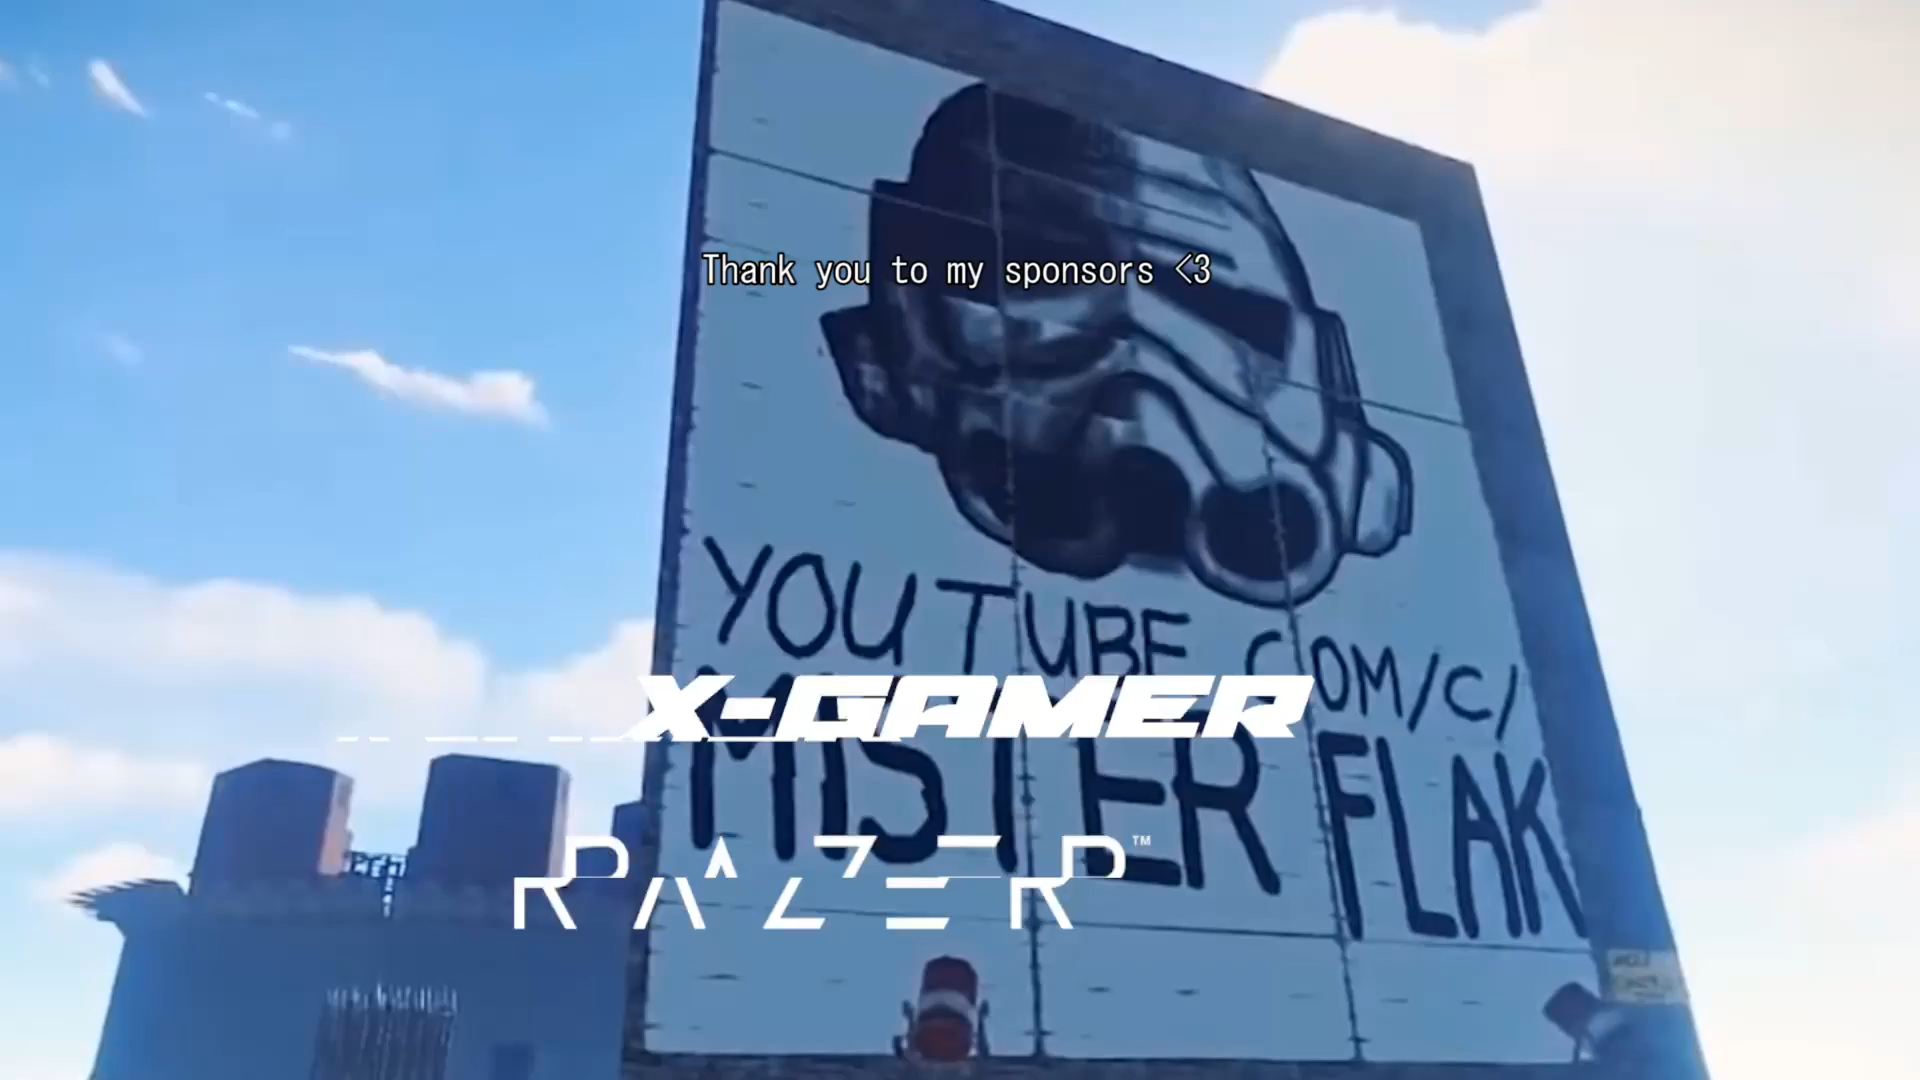 Thank you to my sponsors <3
YOUTUBE.COM/C/
X-GAMER
MISTER FLAK
RAZER™